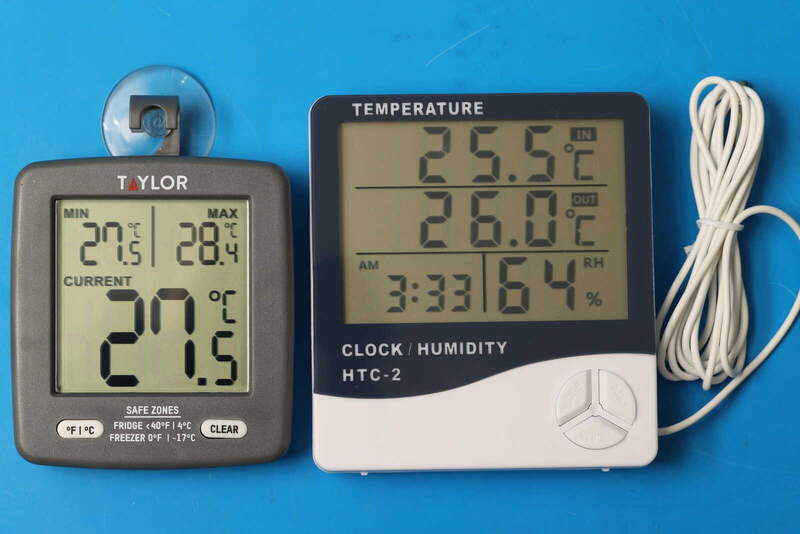 TAYLOR
MIN MAX
27.5 °C 28.4 °C
CURRENT
27.5 °C
SAFE ZONES
FRIDGE <40°F | 4°C
FREEZER 0°F | -17°C
°F | °C
CLEAR
TEMPERATURE
25.5 °C IN
26.0 °C OUT
AM 3:33 64 % RH
CLOCK / HUMIDITY
HTC-2